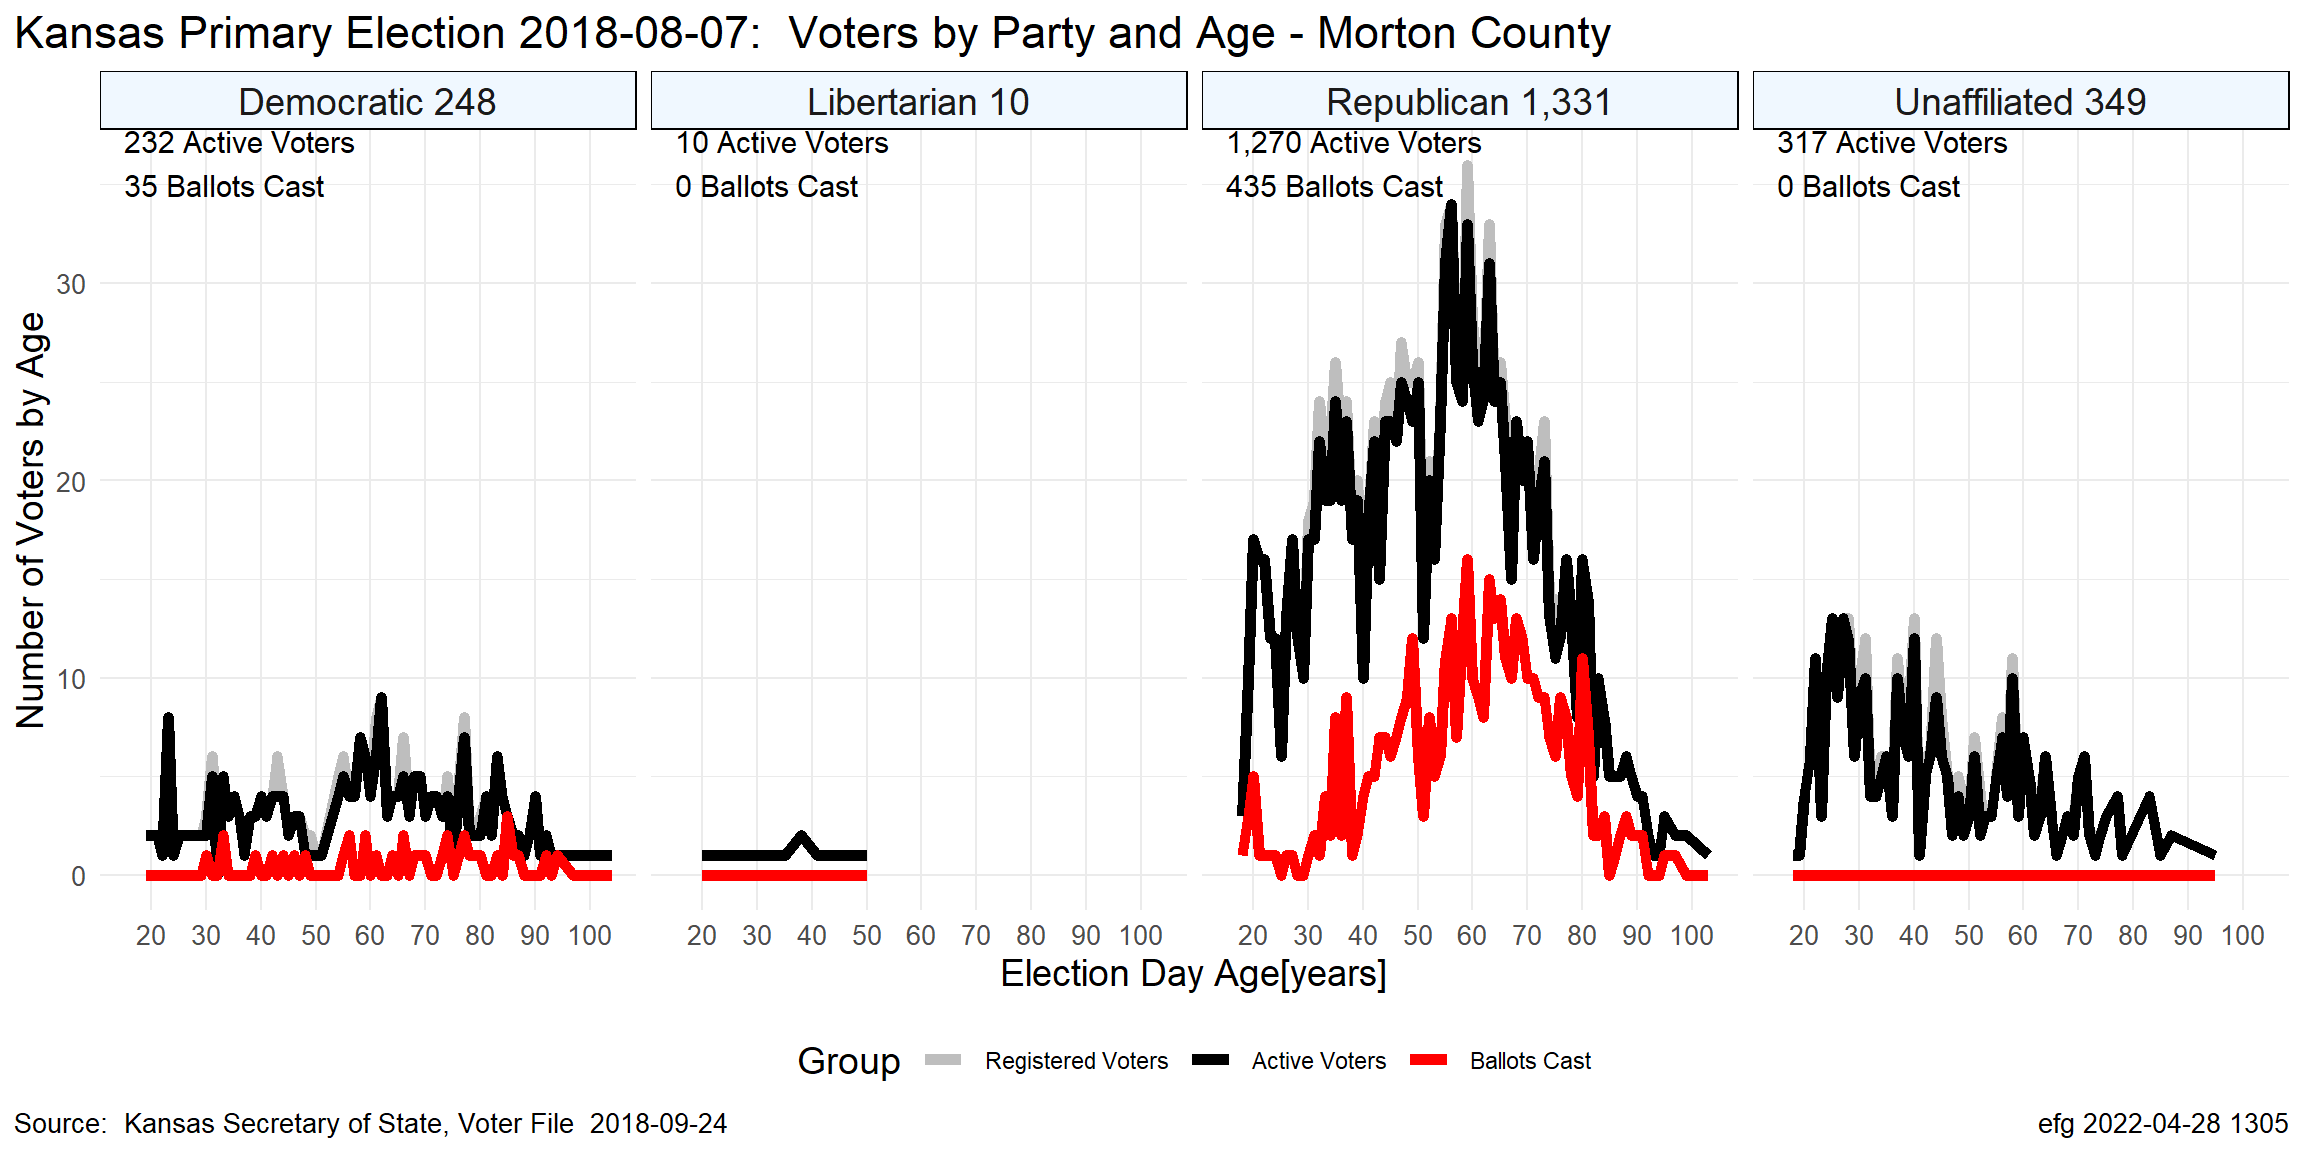 Kansas Primary Election 2018-08-07:  Voters by Party and Age - Morton County
Democratic 248
Libertarian 10
Republican 1,331
Unaffiliated 349
232 Active Voters
35 Ballots Cast
10 Active Voters
0 Ballots Cast
1,270 Active Voters
435 Ballots Cast
317 Active Voters
0 Ballots Cast
Number of Voters by Age
30
20
10
0
20 30 40 50 60 70 80 90 100
20 30 40 50 60 70 80 90 100
20 30 40 50 60 70 80 90 100
20 30 40 50 60 70 80 90 100
Election Day Age[years]
Group Registered Voters Active Voters Ballots Cast
Source:  Kansas Secretary of State, Voter File  2018-09-24
efg 2022-04-28 1305